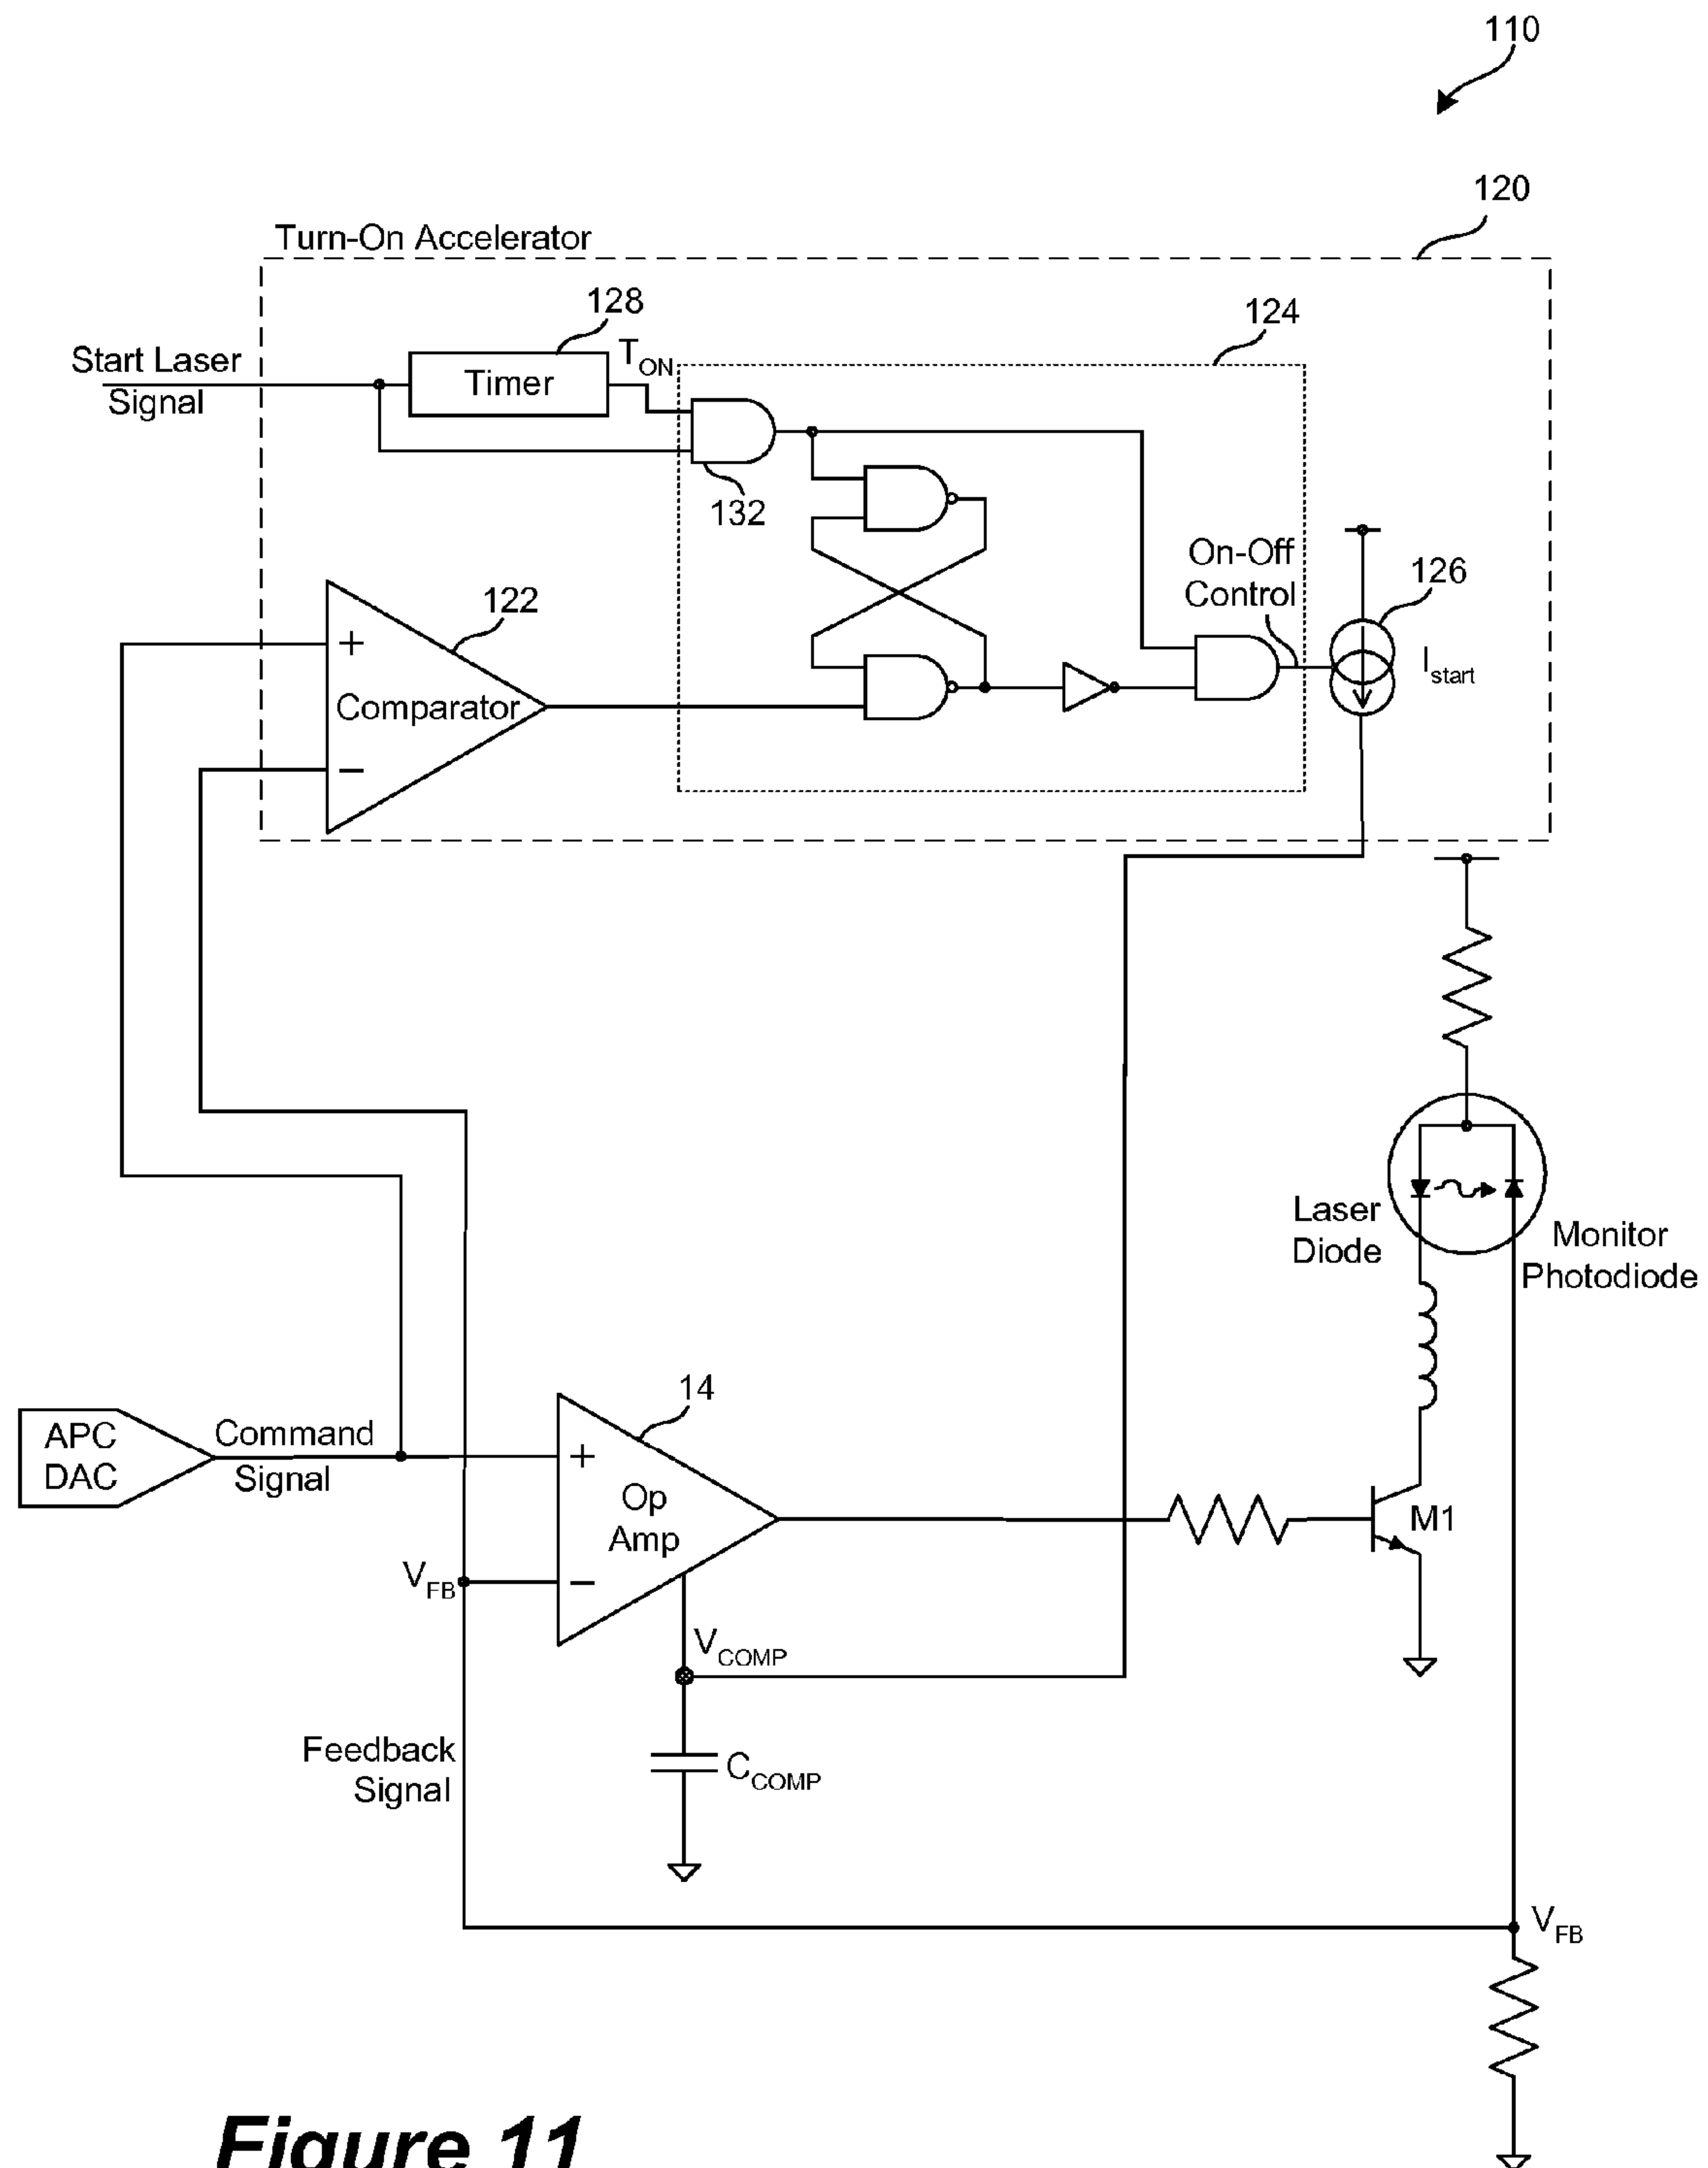 110
120
Turn-On Accelerator
128
124
Start Laser
Signal
Timer
TON
132
On-Off
Control
126
Istart
122
+
Comparator
−
Laser
Diode
Monitor
Photodiode
14
APC
DAC
Command
Signal
+
Op
Amp
−
M1
VFB
VCOMP
Feedback
Signal
CCOMP
VFB
Figure 11